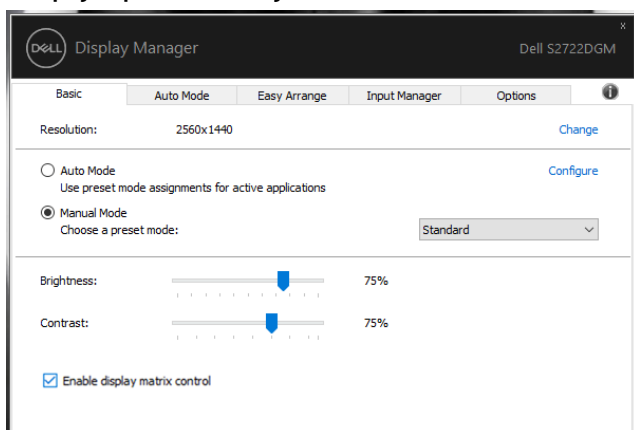 DELL Display Manager
x
Dell S2722DGM
Basic Auto Mode Easy Arrange Input Manager Options i
Resolution: 2560x1440 Change
Auto Mode Configure
Use preset mode assignments for active applications
Manual Mode
Choose a preset mode: Standard
Brightness: 75%
Contrast: 75%
Enable display matrix control